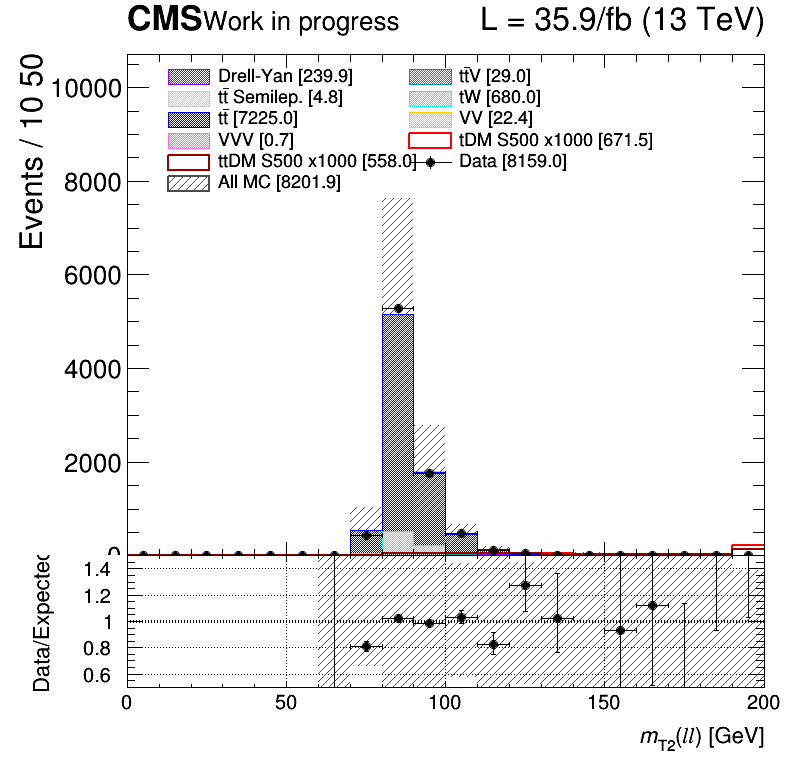 CMS Work in progress L = 35.9/fb (13 TeV)
Events / 10 50
10000
8000
6000
4000
2000
0
Drell-Yan [239.9]
tt̄ Semilep. [4.8]
tt̄ [7225.0]
VVV [0.7]
ttDM S500 x1000 [558.0]
All MC [8201.9]
tt̄V [29.0]
tW [680.0]
VV [22.4]
tDM S500 x1000 [671.5]
Data [8159.0]
Data/Expected
1.4
1.2
1
0.8
0.6
0 50 100 150 200
m_T2(ll) [GeV]